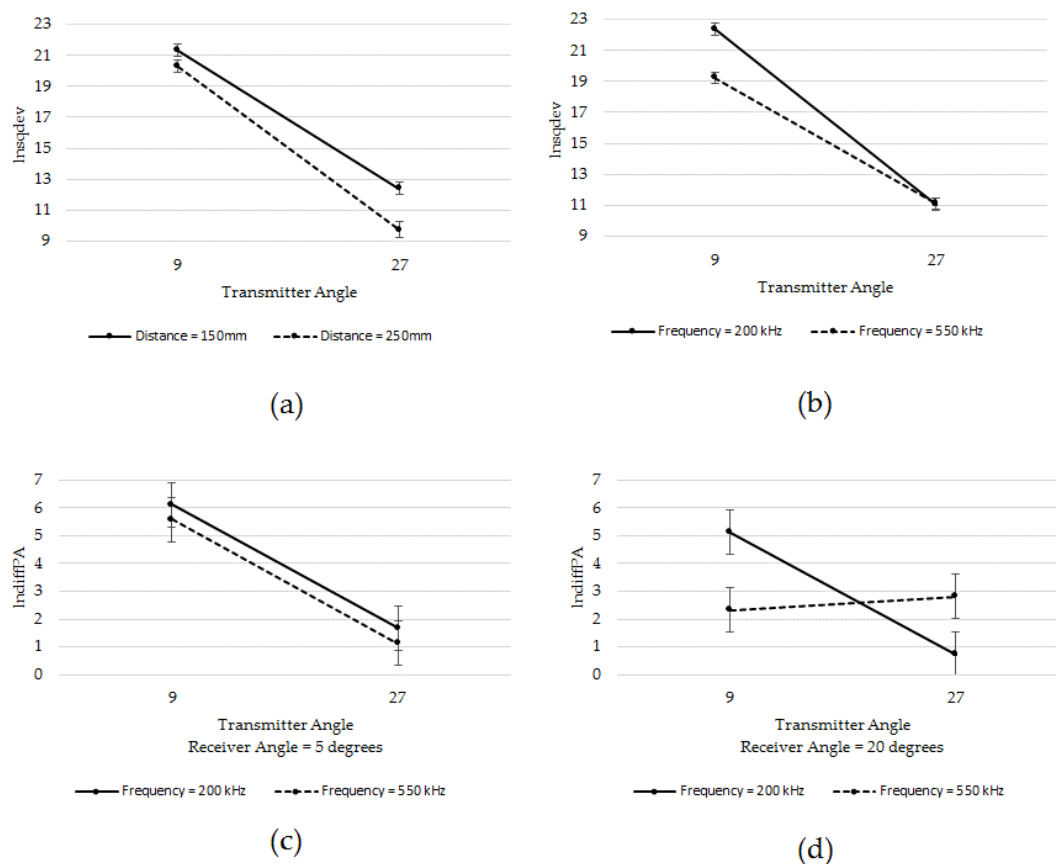 23
21
19
17
15
13
11
9
lnsqdev
9 27
Transmitter Angle
Distance = 150mm Distance = 250mm
(a)
23
21
19
17
15
13
11
9
lnsqdev
9 27
Transmitter Angle
Frequency = 200 kHz Frequency = 550 kHz
(b)
7
6
5
4
3
2
1
0
lndiffPA
9 27
Transmitter Angle
Receiver Angle = 5 degrees
Frequency = 200 kHz Frequency = 550 kHz
(c)
7
6
5
4
3
2
1
0
lndiffPA
9 27
Transmitter Angle
Receiver Angle = 20 degrees
Frequency = 200 kHz Frequency = 550 kHz
(d)